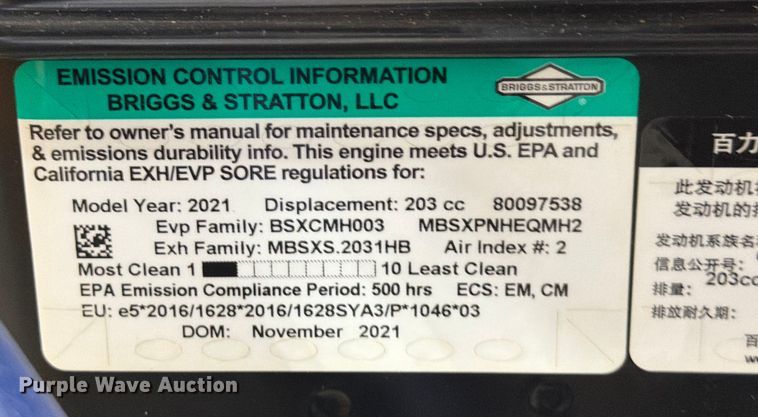 EMISSION CONTROL INFORMATION
BRIGGS & STRATTON, LLC
BRIGGS&STRATTON
®
Refer to owner's manual for maintenance specs, adjustments,
& emissions durability info. This engine meets U.S. EPA and
California EXH/EVP SORE regulations for:
Model Year: 2021 Displacement: 203 cc 80097538
Evp Family: BSXCMH003 MBSXPNHEQMH2
Exh Family: MBSXS.2031HB Air Index #: 2
Most Clean 1 10 Least Clean
EPA Emission Compliance Period: 500 hrs ECS: EM, CM
EU: e5*2016/1628*2016/1628SYA3/P*1046*03
DOM: November 2021
百力
此发动机
发动机的
发动机系族名
信息公开号:
排量: 203cc
排放耐久期:
Purple Wave Auction